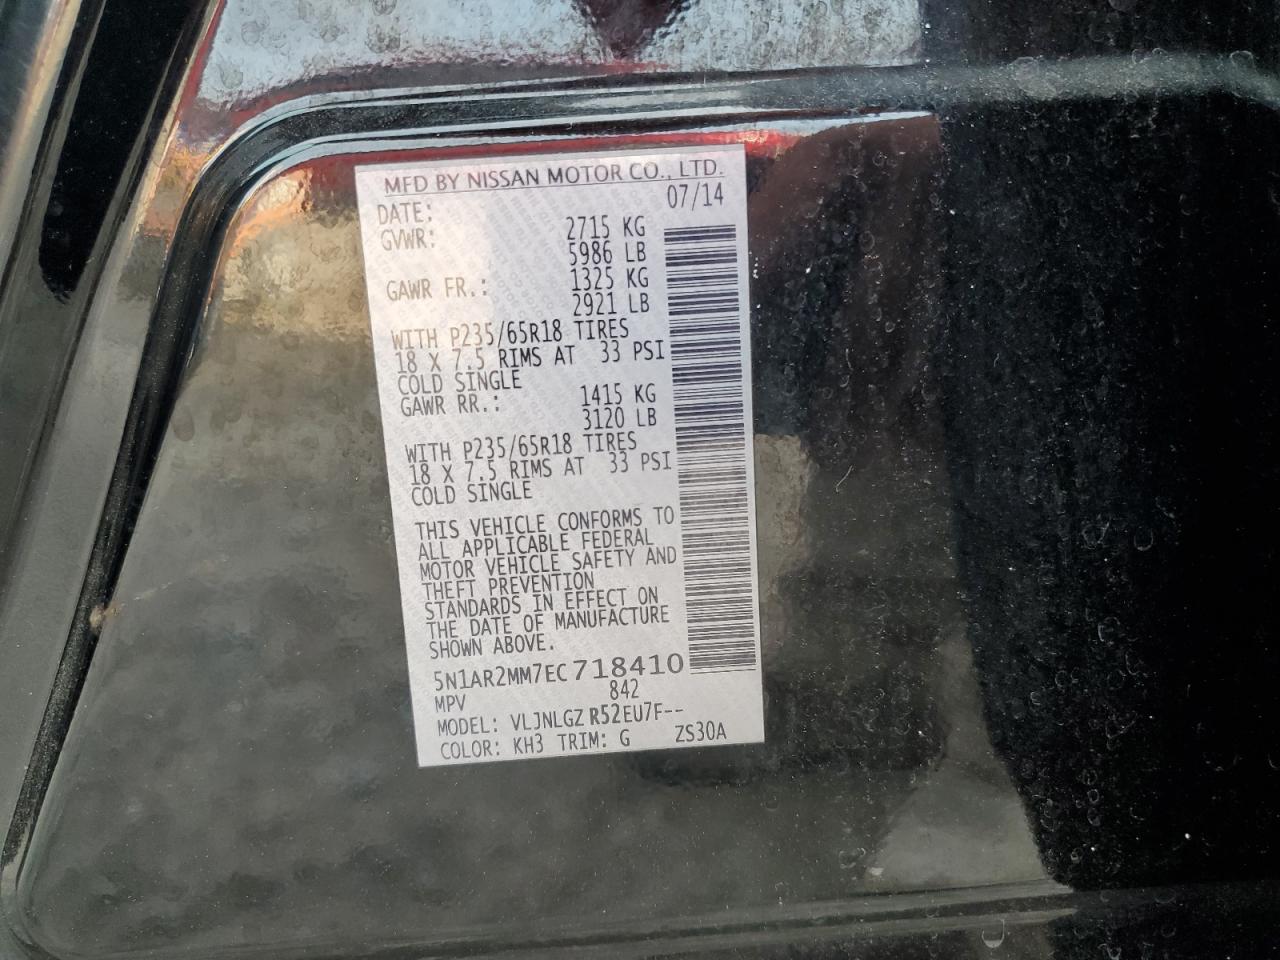 MFD BY NISSAN MOTOR CO., LTD.
DATE: 07/14
GVWR: 2715 KG
5986 LB
GAWR FR.: 1325 KG
2921 LB
WITH P235/65R18 TIRES
18 X 7.5 RIMS AT 33 PSI
COLD SINGLE
GAWR RR.: 1415 KG
3120 LB
WITH P235/65R18 TIRES
18 X 7.5 RIMS AT 33 PSI
COLD SINGLE
THIS VEHICLE CONFORMS TO
ALL APPLICABLE FEDERAL
MOTOR VEHICLE SAFETY AND
THEFT PREVENTION
STANDARDS IN EFFECT ON
THE DATE OF MANUFACTURE
SHOWN ABOVE.
5N1AR2MM7EC718410
MPV 842
MODEL: VLJNLGZ R52EU7F--
COLOR: KH3 TRIM: G ZS30A